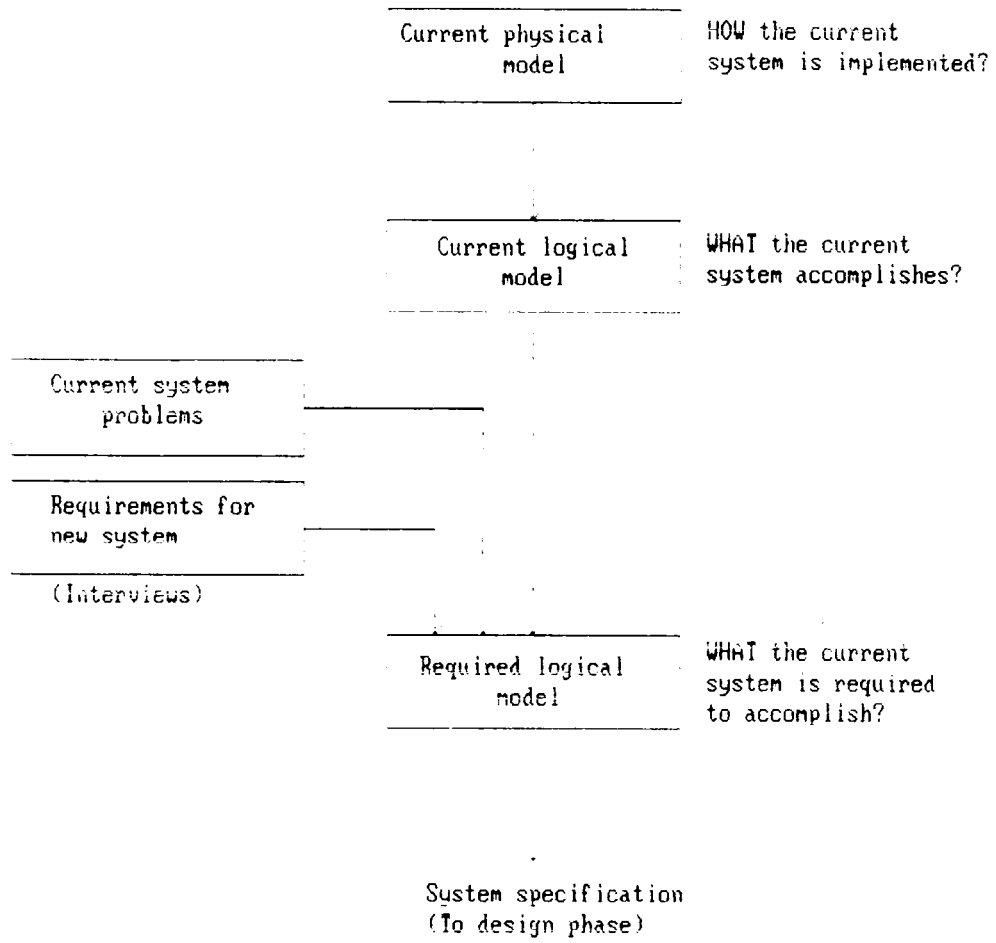 Current physical
model
HOW the current
system is implemented?
Current logical
model
WHAT the current
system accomplishes?
Current system
problems
Requirements for
new system
(Interviews)
Required logical
model
WHAT the current
system is required
to accomplish?
System specification
(To design phase)